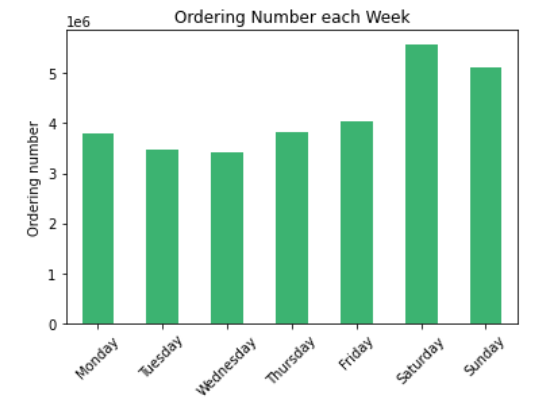 Ordering Number each Week
1e6
5
4
3
2
1
0
Ordering number
Monday
Tuesday
Wednesday
Thursday
Friday
Saturday
Sunday